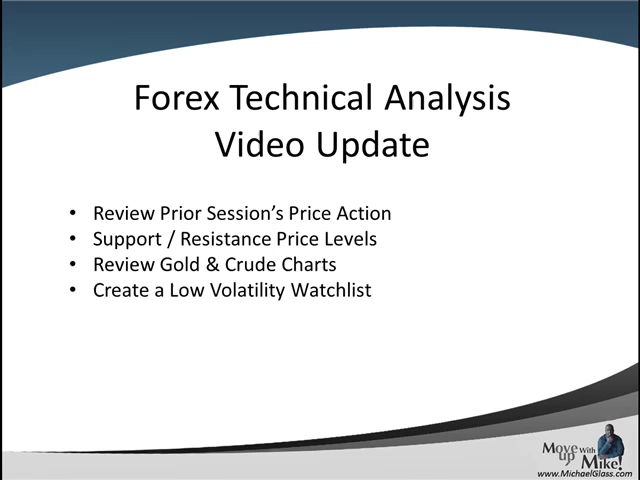 Forex Technical Analysis
Video Update
• Review Prior Session's Price Action
• Support / Resistance Price Levels
• Review Gold & Crude Charts
• Create a Low Volatility Watchlist
Move up With Mike!
www.MichaelGlass.com